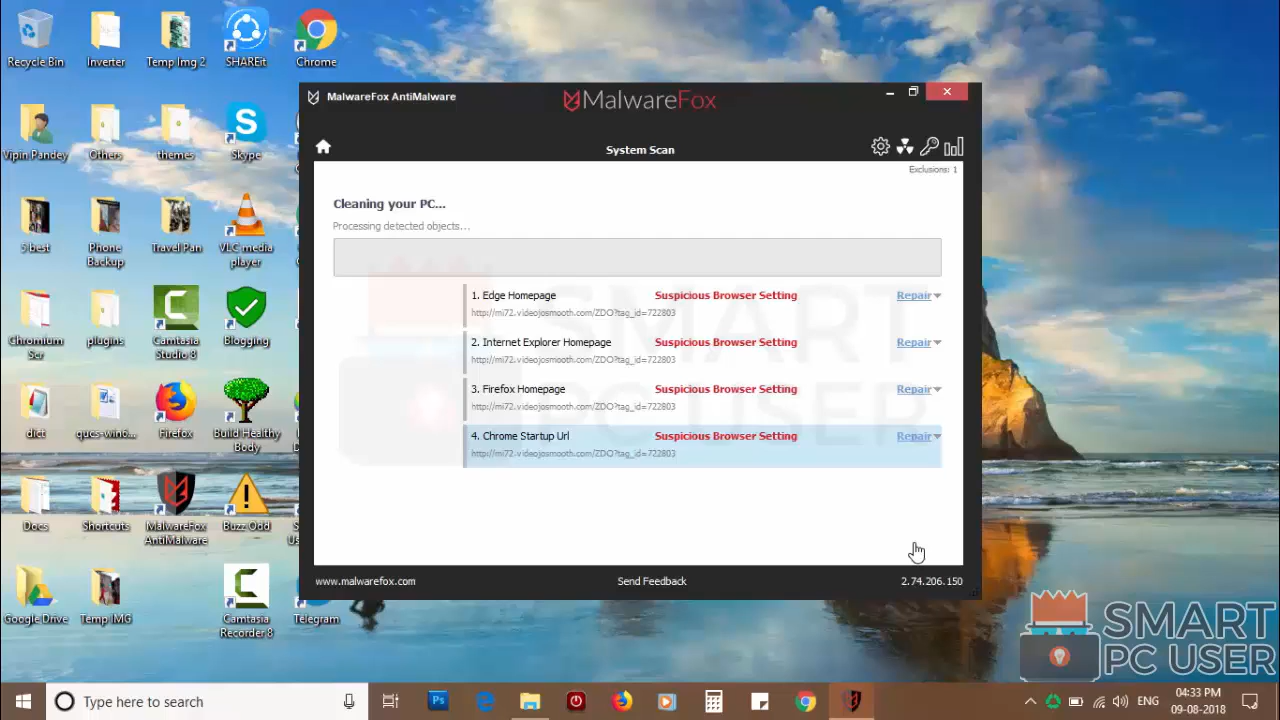 Recycle Bin
Inverter
Temp Img 2
SHAREit
Chrome
Vipin Pandey
Others
themes
Skype
5 best
Phone
Backup
Travel Pan
VLC media
player
Chromium
Scr
plugins
Camtasia
Studio 8
Blogging
dict
qucs-win6...
Firefox
Build Healthy
Body
Docs
Shortcuts
MalwareFox
AntiMalware
Buzz Odd
Google Drive
Temp IMG
Camtasia
Recorder 8
Telegram
MalwareFox AntiMalware
MalwareFox
System Scan
Exclusions: 1
Cleaning your PC...
Processing detected objects...
1. Edge Homepage Suspicious Browser Setting Repair
http://mi72.videojosmooth.com/ZDO?tag_id=722803
2. Internet Explorer Homepage Suspicious Browser Setting Repair
http://mi72.videojosmooth.com/ZDO?tag_id=722803
3. Firefox Homepage Suspicious Browser Setting Repair
http://mi72.videojosmooth.com/ZDO?tag_id=722803
4. Chrome Startup Url Suspicious Browser Setting Repair
http://mi72.videojosmooth.com/ZDO?tag_id=722803
SMART
PC USER
www.malwarefox.com Send Feedback 2.74.206.150
SMART
PC USER
Type here to search
Ps
ENG
04:33 PM
09-08-2018